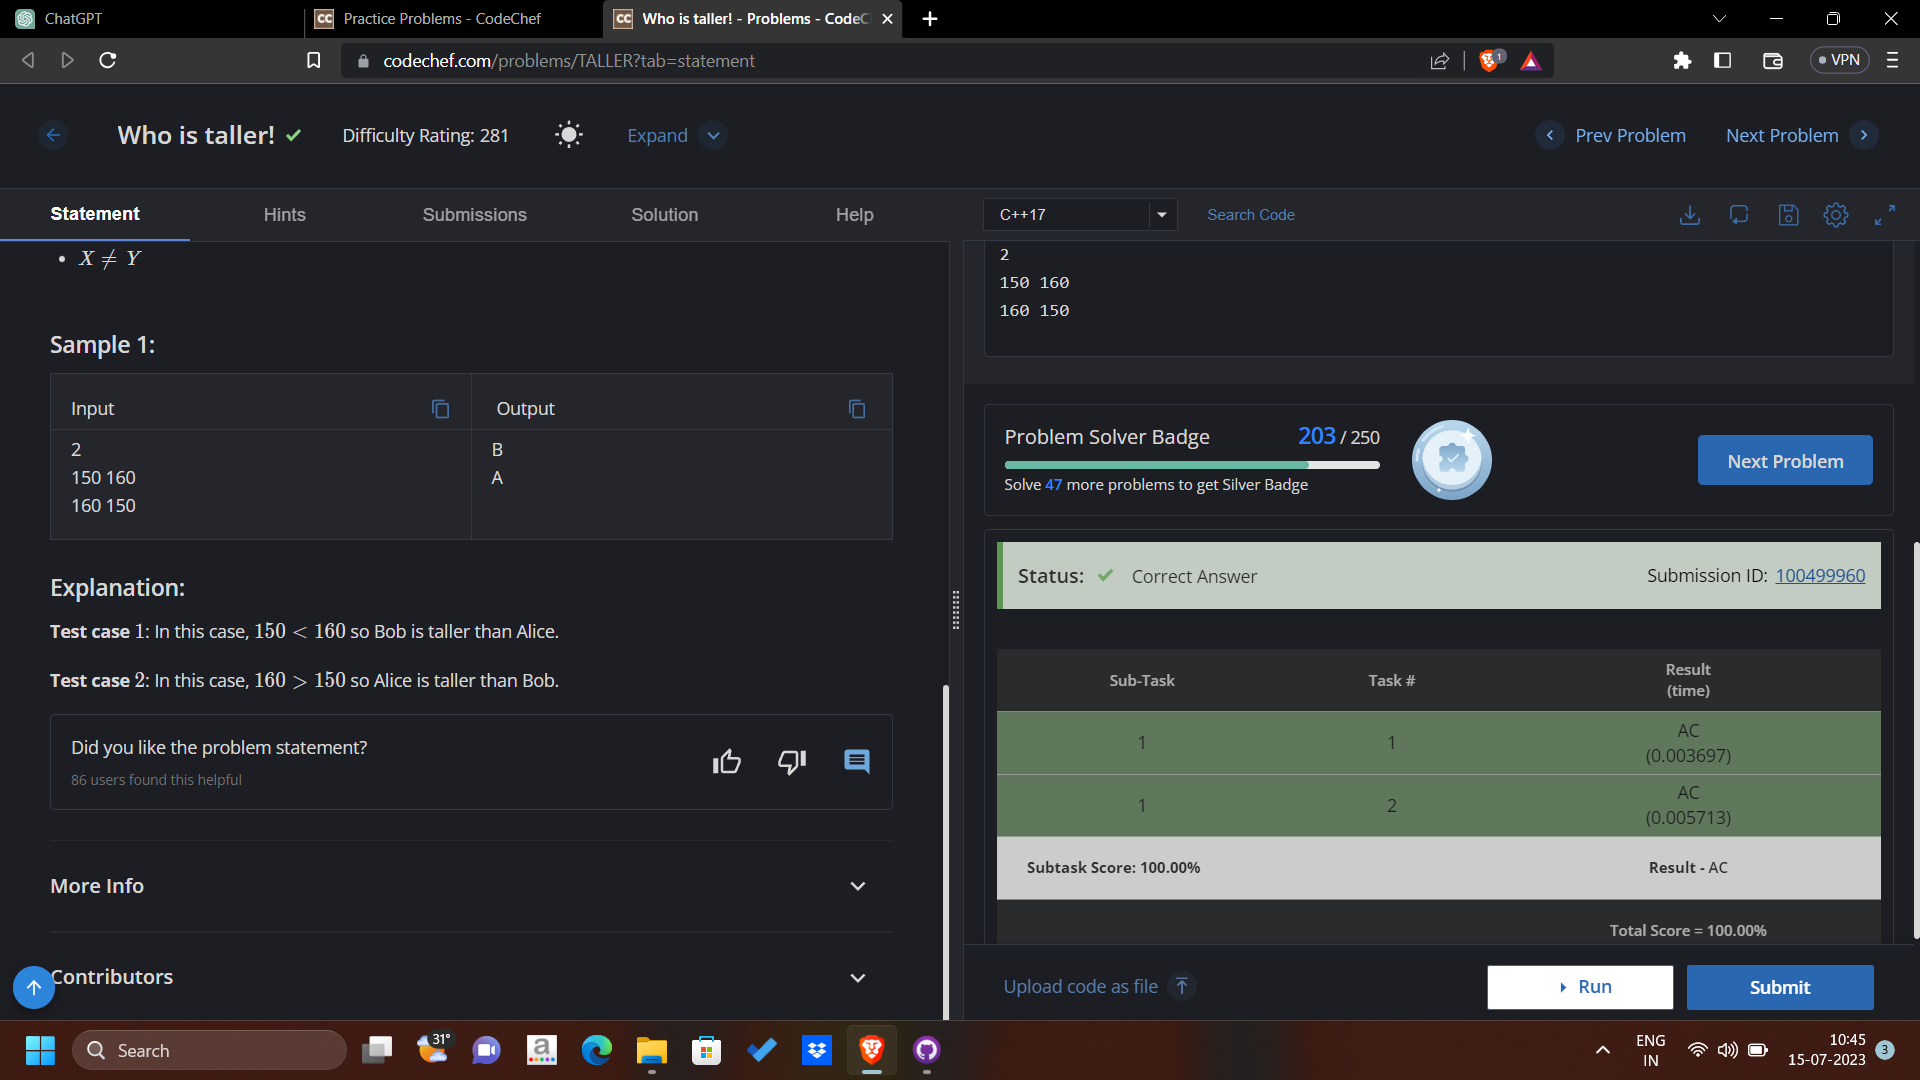 ChatGPT
Practice Problems - CodeChef
Who is taller! - Problems - CodeC
codechef.com/problems/TALLER?tab=statement
1
VPN
Who is taller!
Difficulty Rating: 281
Expand
Prev Problem
Next Problem
Statement
Hints
Submissions
Solution
Help
C++17
Search Code
• X ≠ Y
Sample 1:
Input
Output
2
150 160
160 150
B
A
Explanation:
Test case 1: In this case, 150 < 160 so Bob is taller than Alice.
Test case 2: In this case, 160 > 150 so Alice is taller than Bob.
Did you like the problem statement?
86 users found this helpful
More Info
Contributors
2
150 160
160 150
Problem Solver Badge
203 / 250
Solve 47 more problems to get Silver Badge
Next Problem
Status: Correct Answer
Submission ID: 100499960
Sub-Task
Task #
Result
(time)
1
1
AC
(0.003697)
1
2
AC
(0.005713)
Subtask Score: 100.00%
Result - AC
Total Score = 100.00%
Upload code as file
Run
Submit
Search
31°
a
ENG
IN
10:45
15-07-2023
3